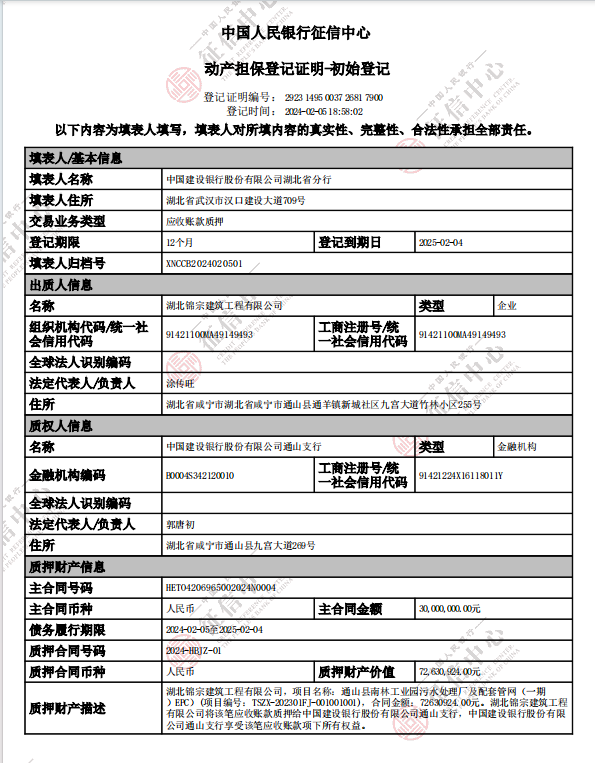 中国人民银行征信中心
动产担保登记证明-初始登记
登记证明编号： 2923 1495 0037 2681 7900
登记时间： 2024-02-05 18:58:02
以下内容为填表人填写，填表人对所填内容的真实性、完整性、合法性承担全部责任。
填表人/基本信息
填表人名称 中国建设银行股份有限公司湖北省分行
填表人住所 湖北省武汉市汉口建设大道709号
交易业务类型 应收账款质押
登记期限 12个月 登记到期日 2025-02-04
填表人归档号 XNCCB2024020501
出质人信息
名称 湖北锦宗建筑工程有限公司 类型 企业
组织机构代码/统一社
会信用代码 91421100MA49149493 工商注册号/统
一社会信用代码 91421100MA49149493
全球法人识别编码
法定代表人/负责人 涂传旺
住所 湖北省咸宁市湖北省咸宁市通山县通羊镇新城社区九宫大道竹林小区255号
质权人信息
名称 中国建设银行股份有限公司通山支行 类型 金融机构
金融机构编码 B0004S342120010 工商注册号/统
一社会信用代码 91421224X16118011Y
全球法人识别编码
法定代表人/负责人 郭唐初
住所 湖北省咸宁市通山县九宫大道269号
质押财产信息
主合同号码 HET04206965002024N0004
主合同币种 人民币 主合同金额 30,000,000.00元
债务履行期限 2024-02-05至2025-02-04
质押合同号码 2024-HBJZ-01
质押合同币种 人民币 质押财产价值 72,630,924.00元
质押财产描述 湖北锦宗建筑工程有限公司，项目名称：通山县南林工业园污水处理厂及配套管网（一期
）EPC）（项目编号：TSZX-202301FJ-001001001），合同金额：72630924.00元。湖北锦宗建筑工程
有限公司将该笔应收账款质押给中国建设银行股份有限公司通山支行，中国建设银行股份有限
公司通山支行享受该笔应收账款项下所有权益。